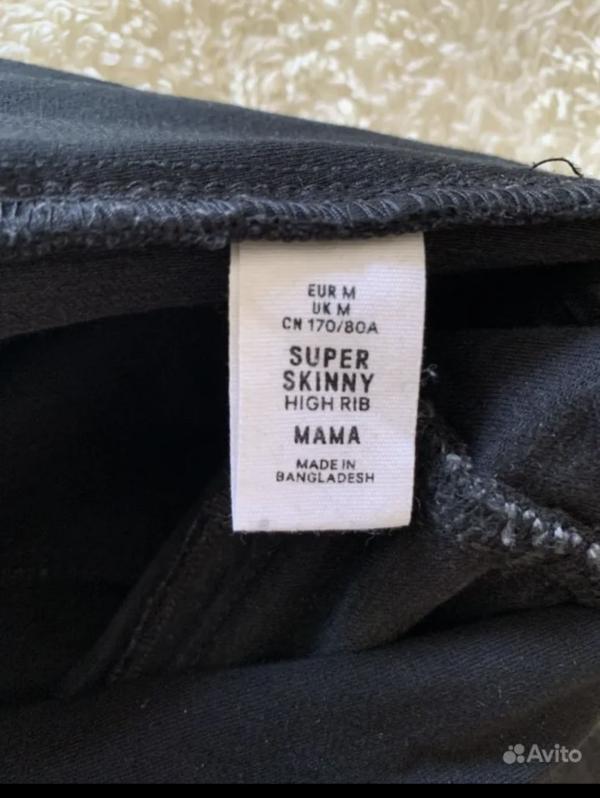 EUR M
UK M
CN 170/80A
SUPER
SKINNY
HIGH RIB
MAMA
MADE IN
BANGLADESH
Avito